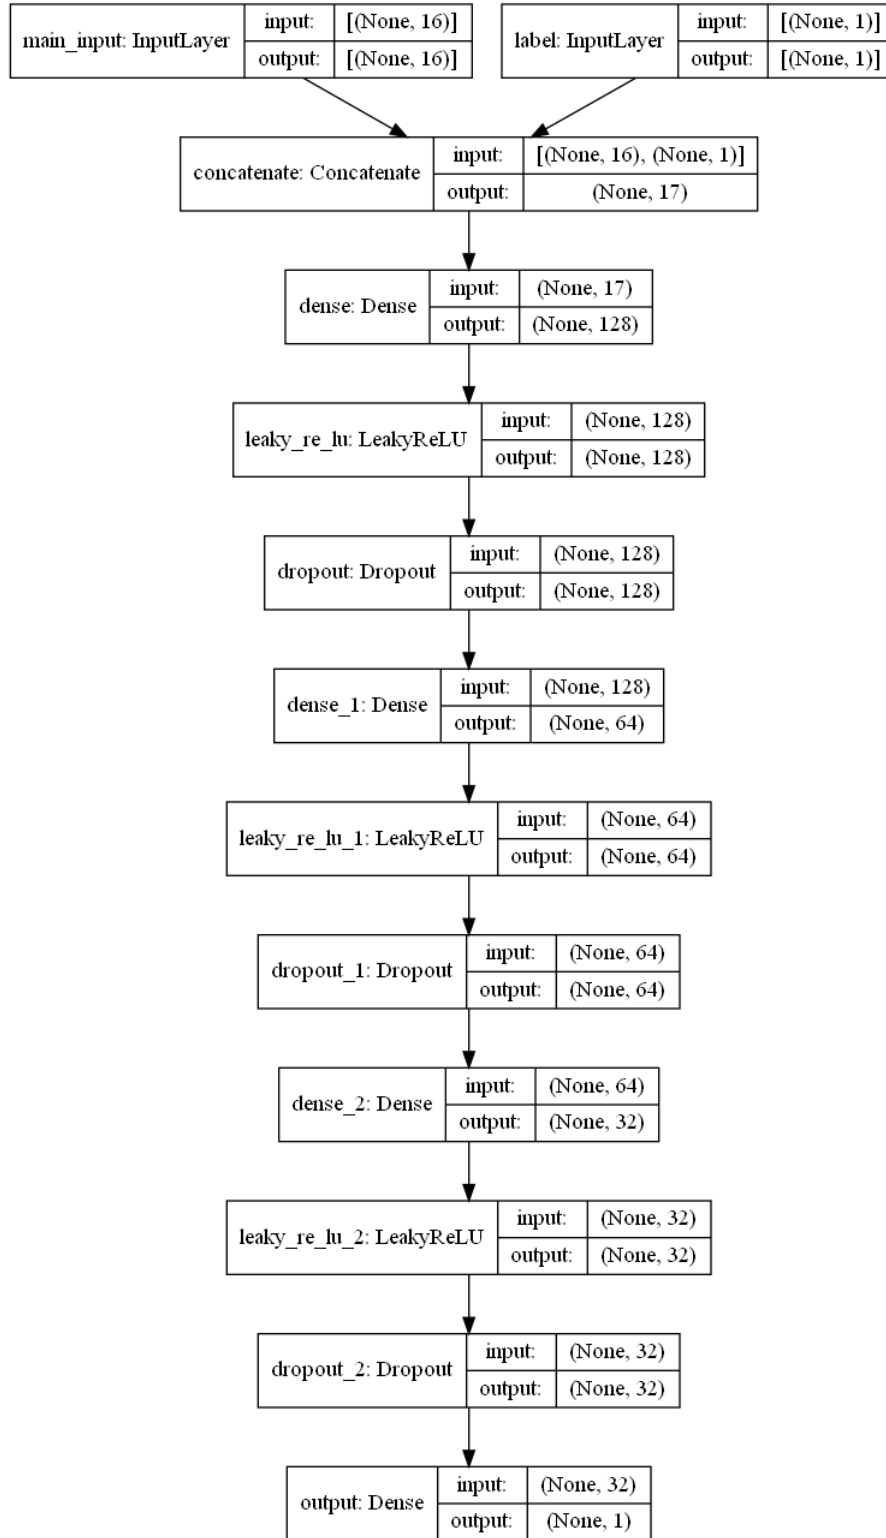 main_input: InputLayer input: [(None, 16)]
output: [(None, 16)]
label: InputLayer input: [(None, 1)]
output: [(None, 1)]
concatenate: Concatenate input: [(None, 16), (None, 1)]
output: (None, 17)
dense: Dense input: (None, 17)
output: (None, 128)
leaky_re_lu: LeakyReLU input: (None, 128)
output: (None, 128)
dropout: Dropout input: (None, 128)
output: (None, 128)
dense_1: Dense input: (None, 128)
output: (None, 64)
leaky_re_lu_1: LeakyReLU input: (None, 64)
output: (None, 64)
dropout_1: Dropout input: (None, 64)
output: (None, 64)
dense_2: Dense input: (None, 64)
output: (None, 32)
leaky_re_lu_2: LeakyReLU input: (None, 32)
output: (None, 32)
dropout_2: Dropout input: (None, 32)
output: (None, 32)
output: Dense input: (None, 32)
output: (None, 1)